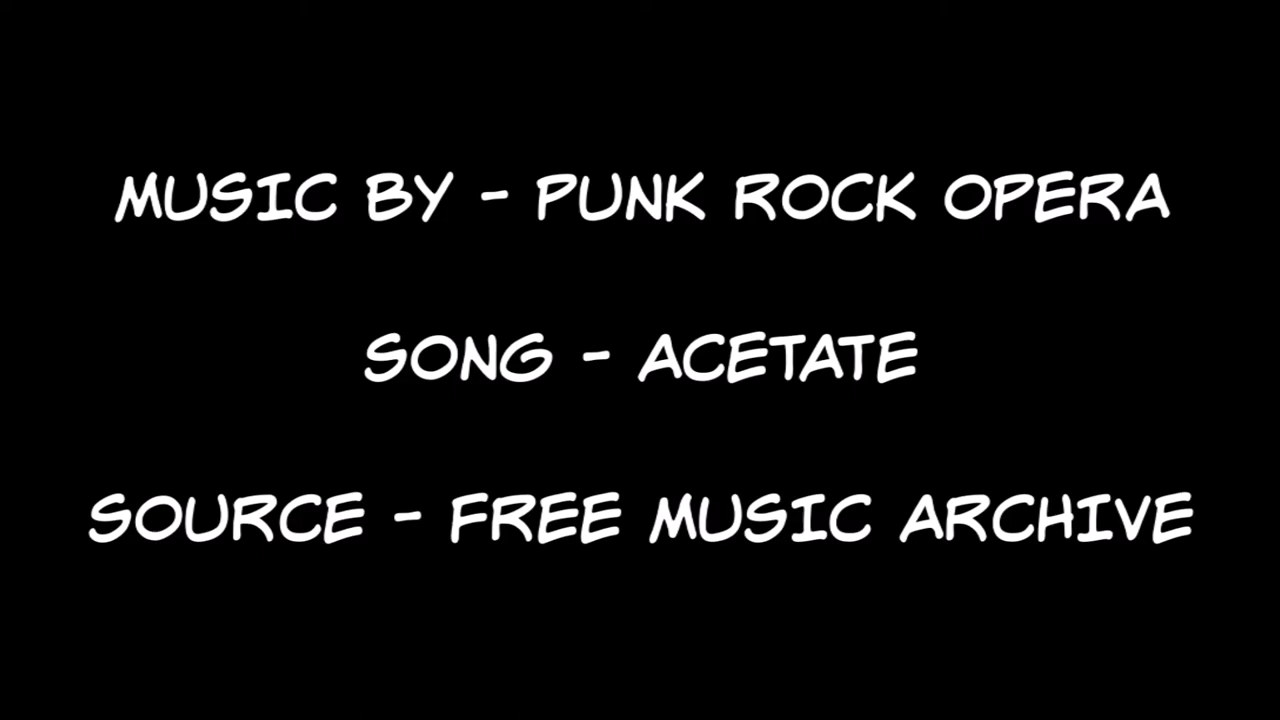 MUSIC BY - PUNK ROCK OPERA
SONG - ACETATE
SOURCE - FREE MUSIC ARCHIVE